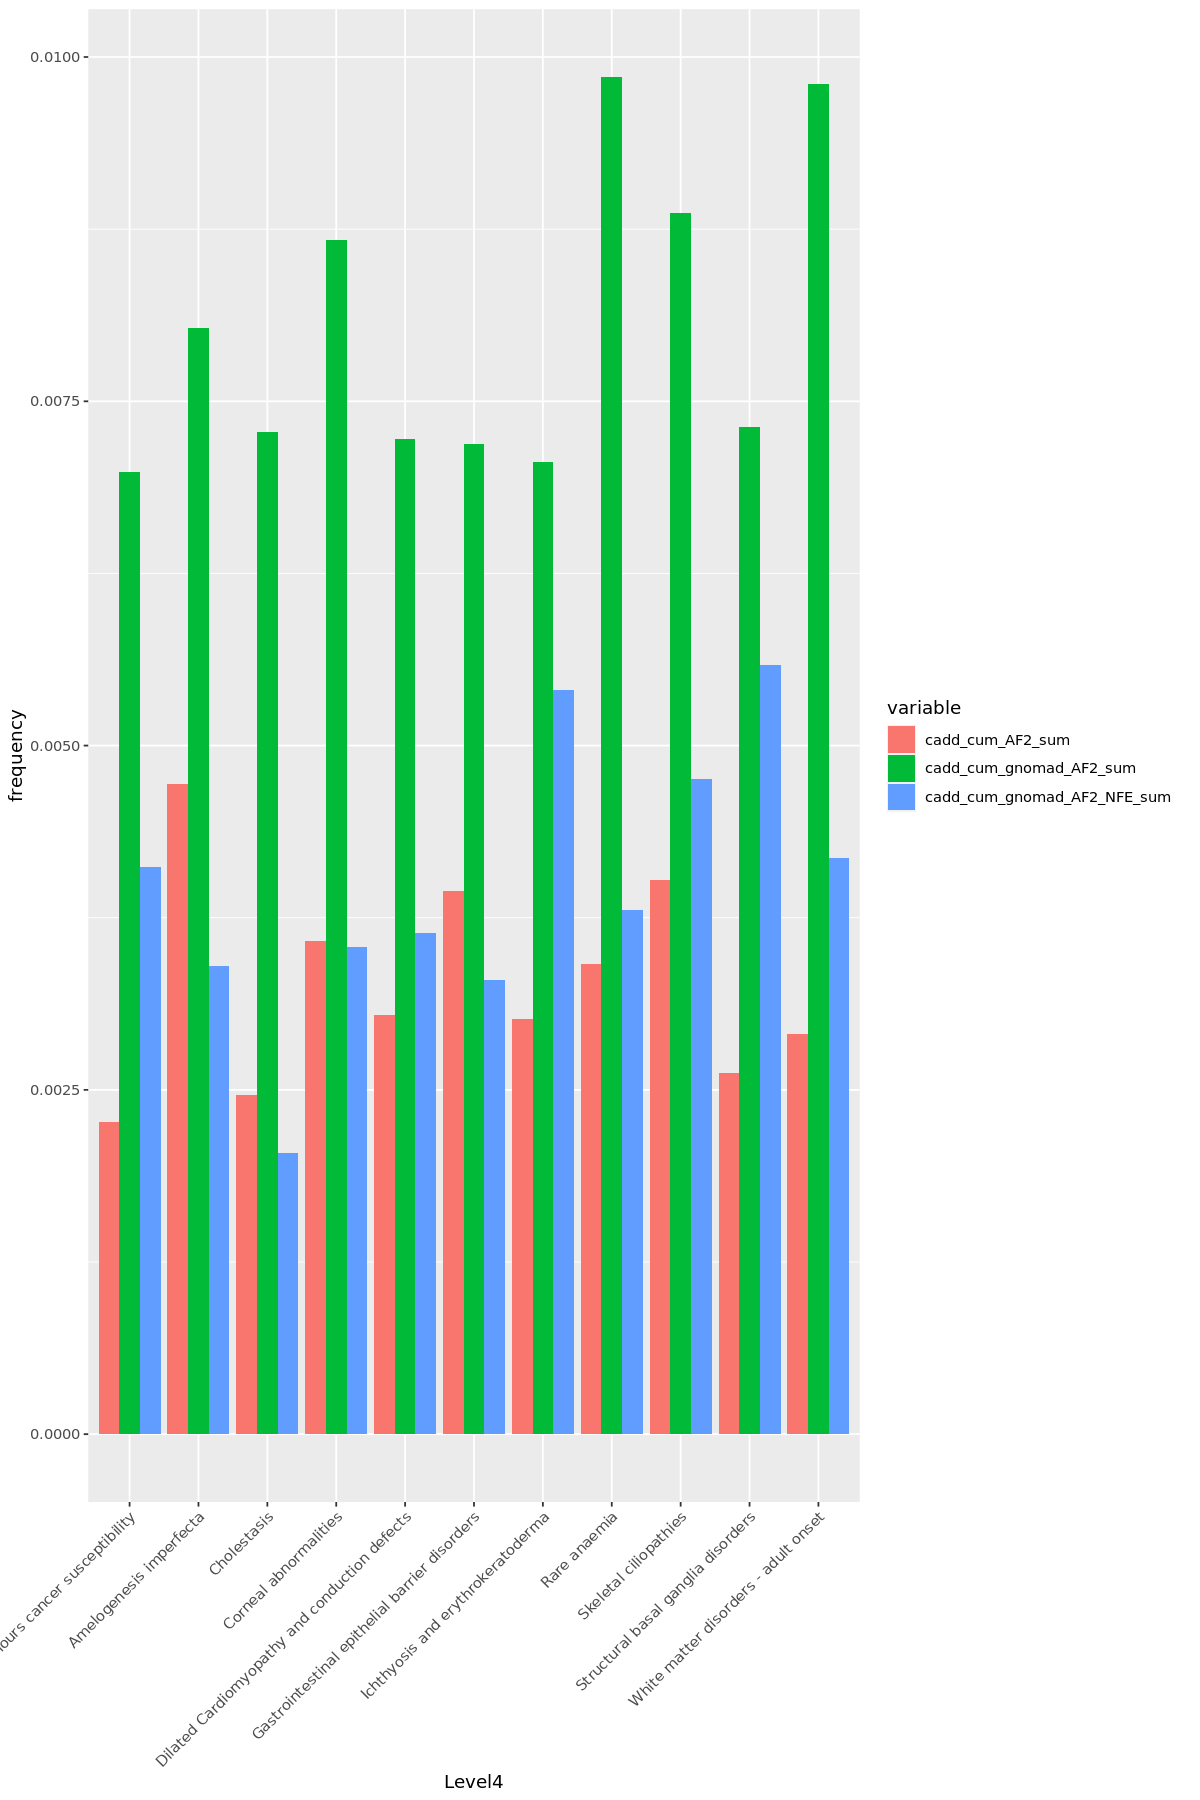 frequency
0.0100
0.0075
0.0050
0.0025
0.0000
cancer susceptibility
Amelogenesis imperfecta
Cholestasis
Corneal abnormalities
Dilated Cardiomyopathy and conduction defects
Gastrointestinal epithelial barrier disorders
Ichthyosis and erythrokeratoderma
Rare anaemia
Skeletal ciliopathies
Structural basal ganglia disorders
White matter disorders - adult onset
Level4
variable
cadd_cum_AF2_sum
cadd_cum_gnomad_AF2_sum
cadd_cum_gnomad_AF2_NFE_sum